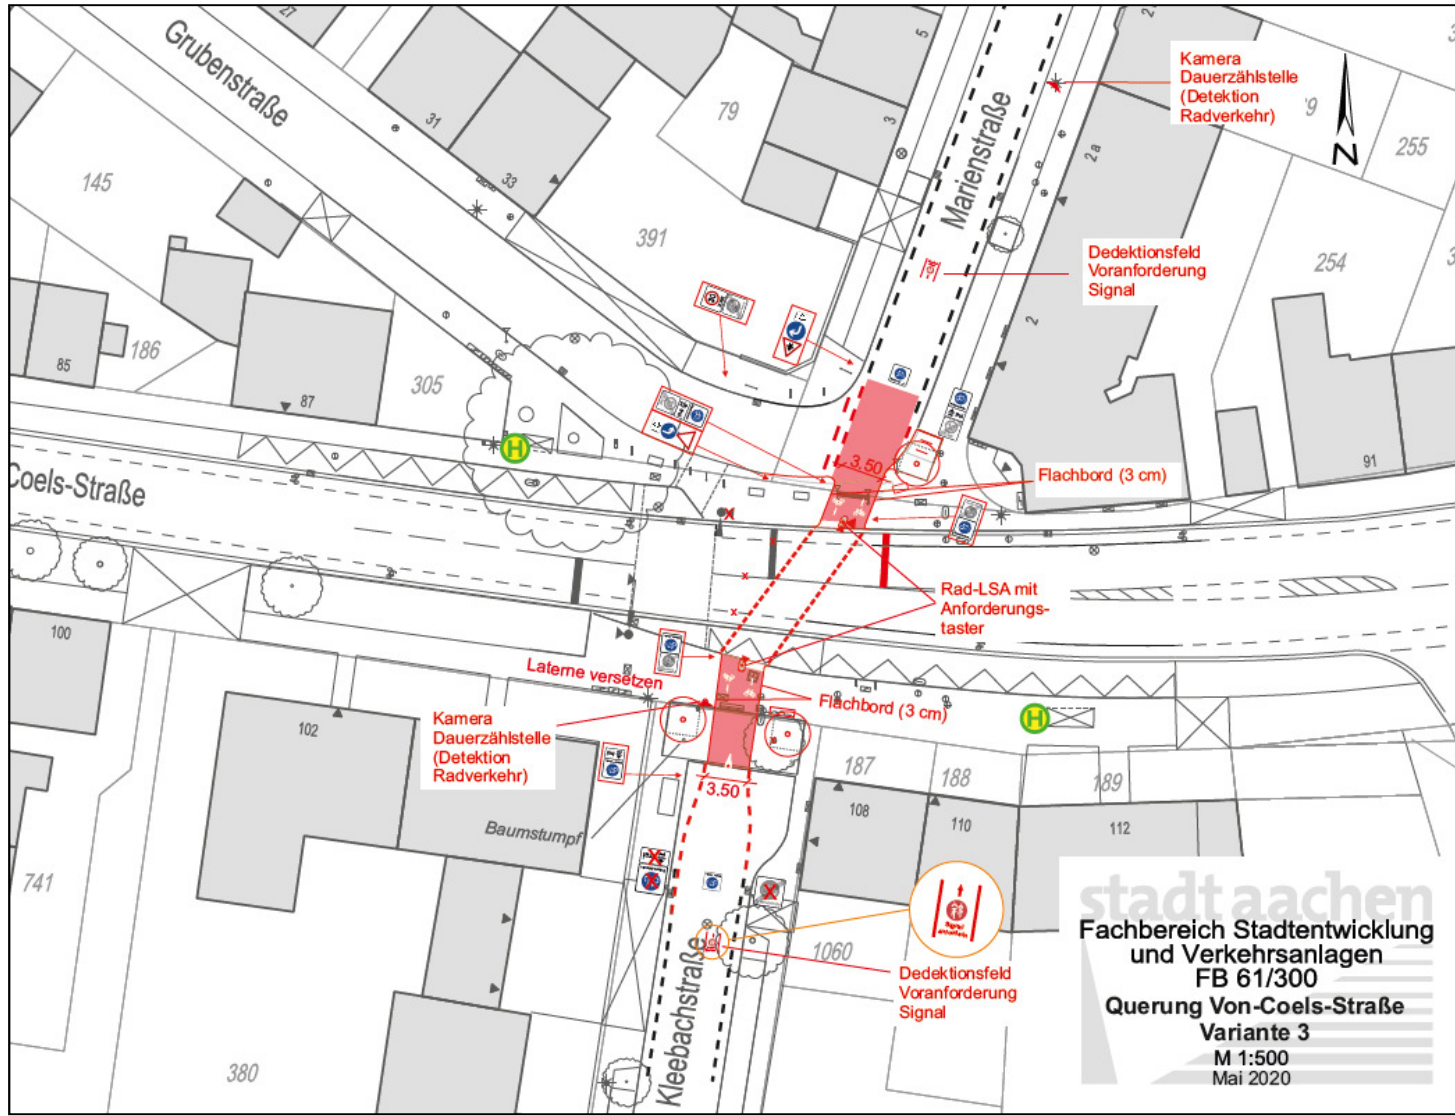 Grubenstraße
27
5
79
3
31
33
391
145
186
85
87
305
Marienstraße
2 a
2
Kamera
Dauerzählstelle
(Detektion
Radverkehr)
9
255
N
254
Dedektionsfeld
Voranforderung
Signal
91
3.50
Flachbord (3 cm)
H
Coels-Straße
Rad-LSA mit
Anforderungs-
taster
100
102
Laterne versetzen
Kamera
Dauerzählstelle
(Detektion
Radverkehr)
Flachbord (3 cm)
H
187
188
189
108
110
112
3.50
Baumstumpf
741
380
1060
Kleebachstraße
Dedektionsfeld
Voranforderung
Signal
stadt aachen
Fachbereich Stadtentwicklung
und Verkehrsanlagen
FB 61/300
Querung Von-Coels-Straße
Variante 3
M 1:500
Mai 2020